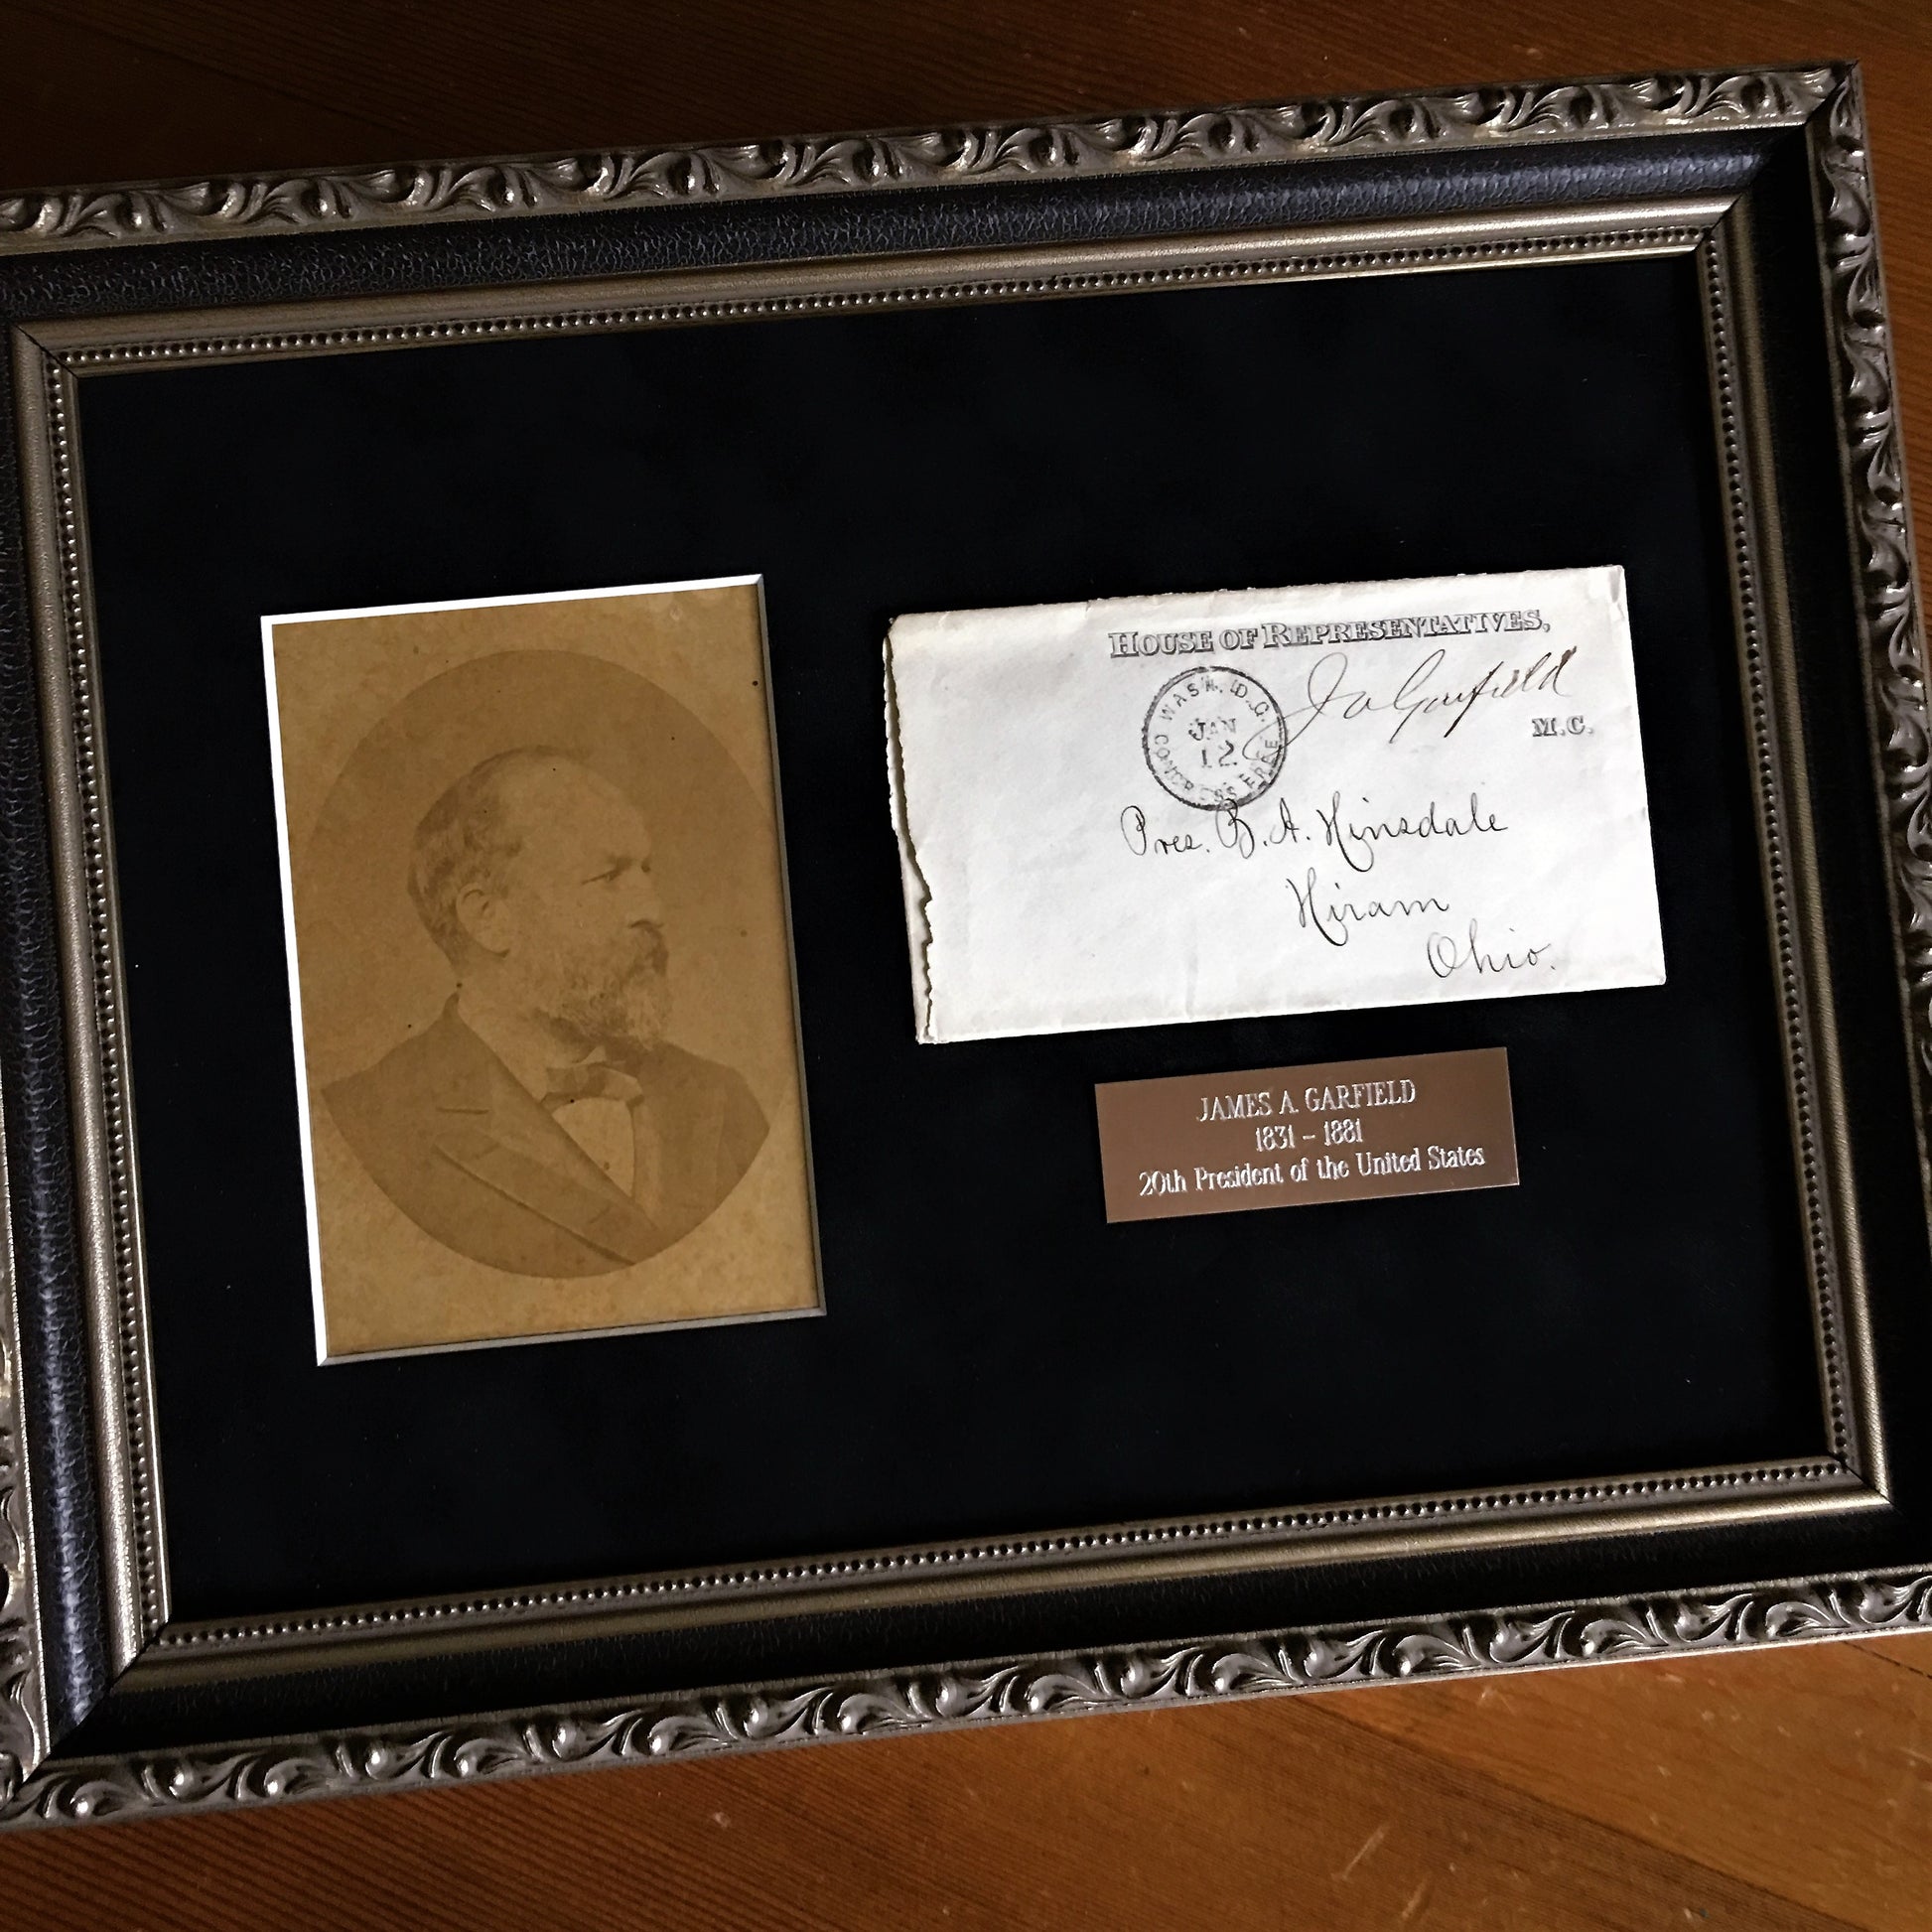 HOUSE OF REPRESENTATIVES,
WASH. D.C.
JAN
12
CONGRESS FREE
Ja Garfield
M.C.
Pres. B. A. Hinsdale
Hiram
Ohio.
JAMES A. GARFIELD
1831 – 1881
20th President of the United States